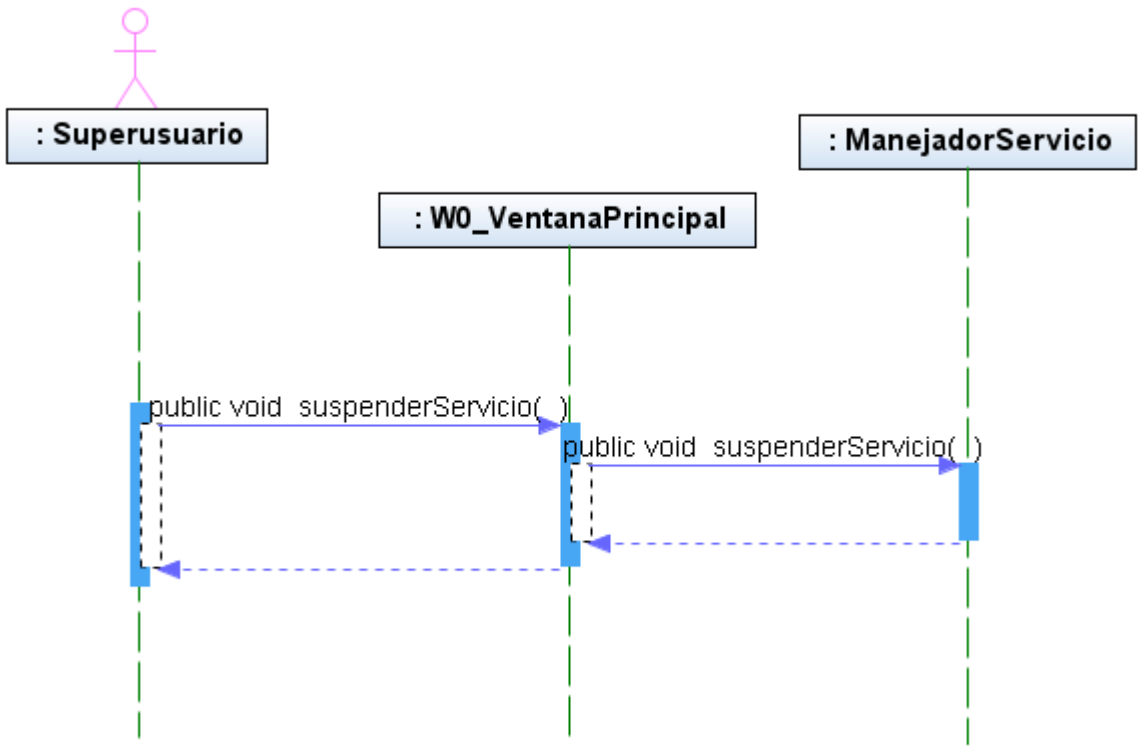 : Superusuario
: ManejadorServicio
: W0_VentanaPrincipal
public void suspenderServicio( )
public void suspenderServicio( )